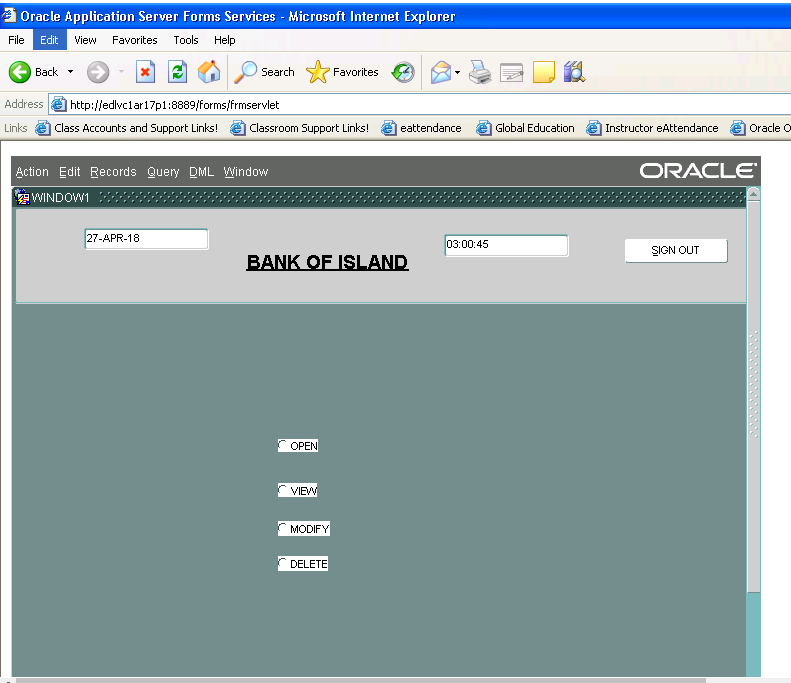 Oracle Application Server Forms Services - Microsoft Internet Explorer
File Edit View Favorites Tools Help
Back Search Favorites
Address http://edlvc1ar17p1:8889/forms/frmservlet
Links Class Accounts and Support Links! Classroom Support Links! eattendance Global Education Instructor eAttendance Oracle O
Action Edit Records Query DML Window ORACLE
WINDOW1
27-APR-18 03:00:45 SIGN OUT
BANK OF ISLAND
OPEN
VIEW
MODIFY
DELETE